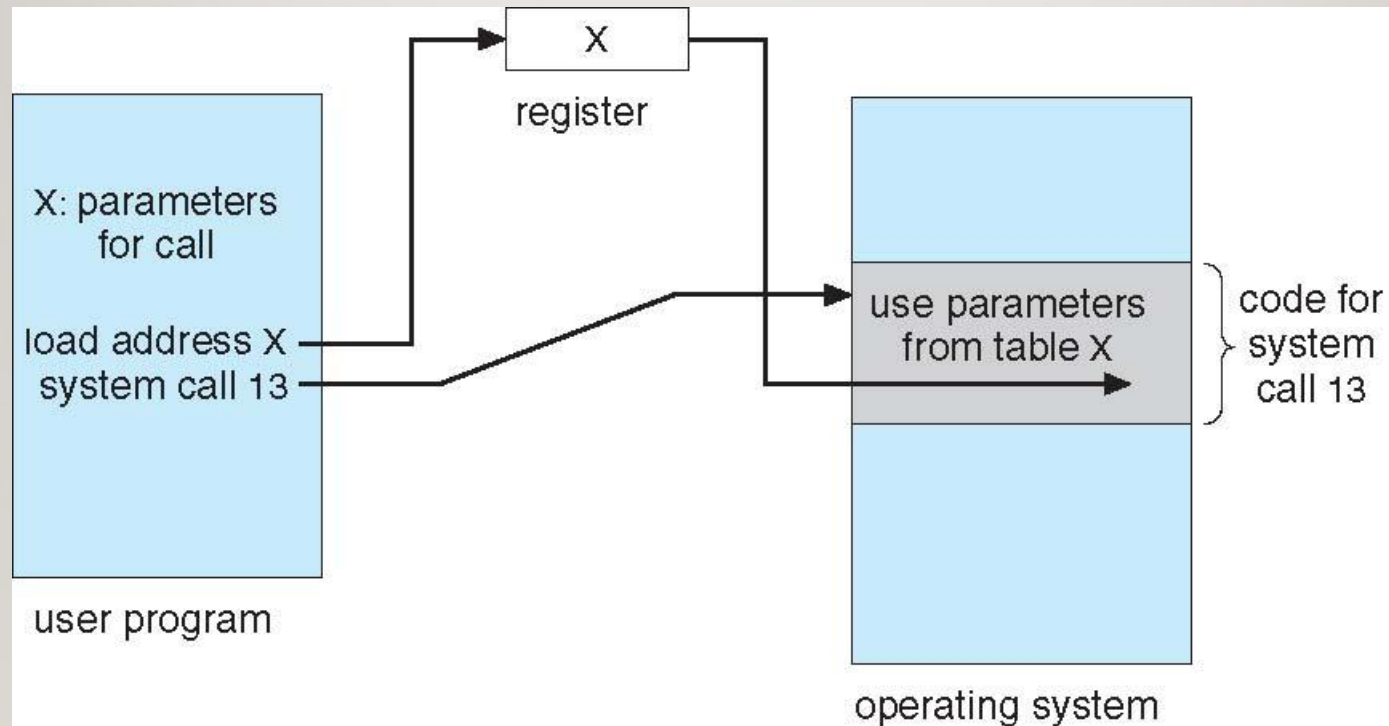 X
register
X: parameters
for call
load address X
system call 13
user program
use parameters
from table X
code for
system
call 13
operating system